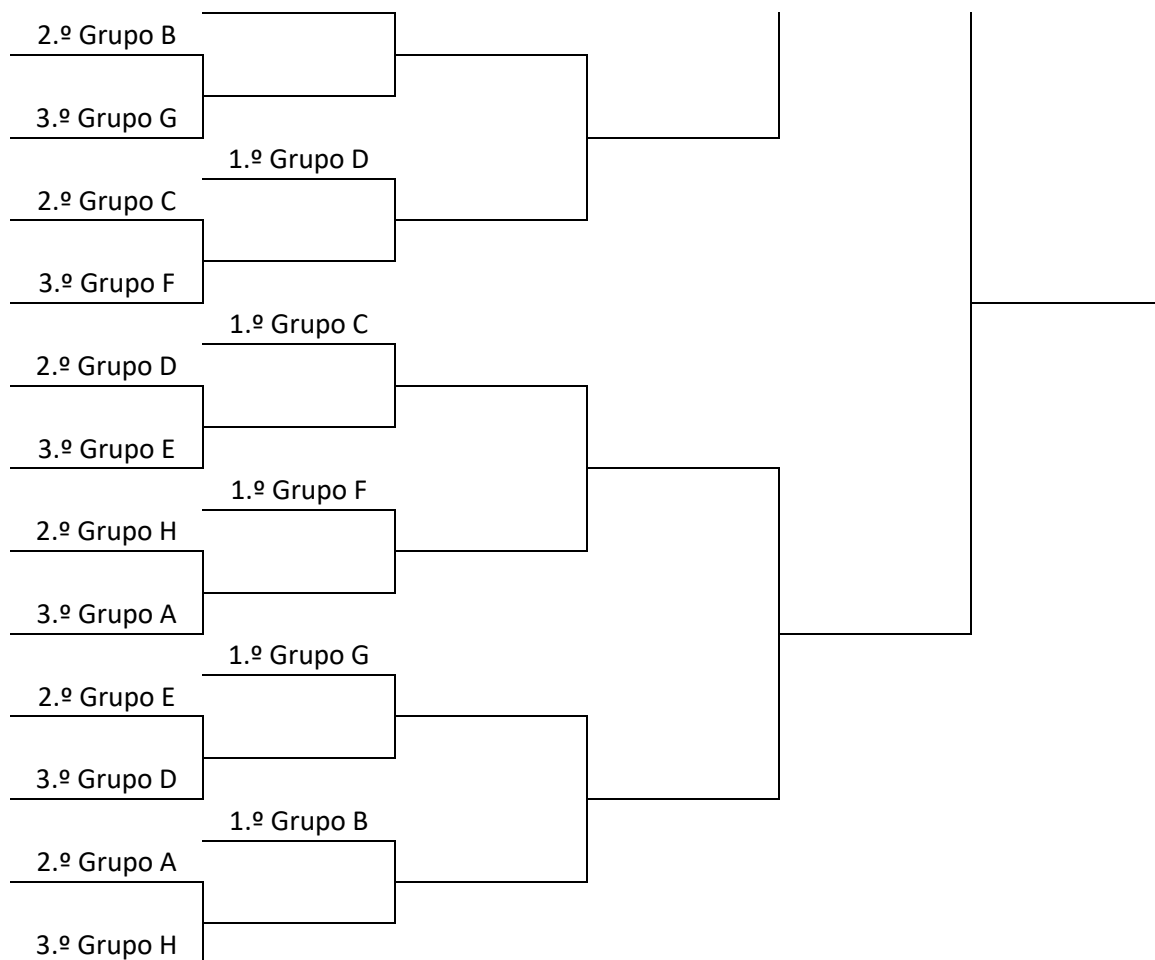 2.º Grupo B
3.º Grupo G
1.º Grupo D
2.º Grupo C
3.º Grupo F
1.º Grupo C
2.º Grupo D
3.º Grupo E
1.º Grupo F
2.º Grupo H
3.º Grupo A
1.º Grupo G
2.º Grupo E
3.º Grupo D
1.º Grupo B
2.º Grupo A
3.º Grupo H